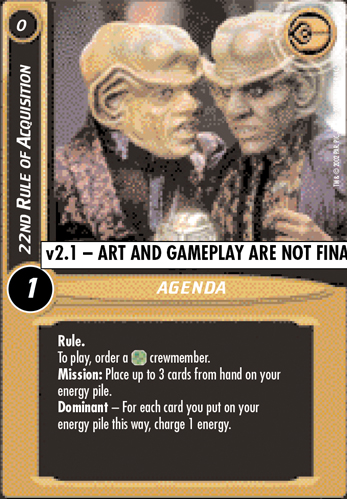 0
22ND RULE OF ACQUISITION
v2.1 – ART AND GAMEPLAY ARE NOT FINA
1
AGENDA
Rule.
To play, order a crewmember.
Mission: Place up to 3 cards from hand on your
energy pile.
Dominant – For each card you put on your
energy pile this way, charge 1 energy.